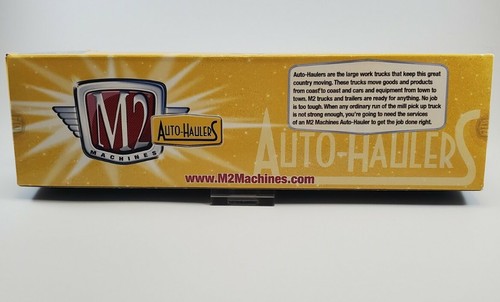 M2
MACHINES
AUTO-HAULERS
Auto-Haulers are the large work trucks that keep this great
country moving. These trucks move goods and products
from coast to coast and cars and equipment from town to
town. M2 trucks and trailers are ready for anything. No job
is too tough. When any ordinary run of the mill pick up truck
is not strong enough, you're going to need the services
of an M2 Machines Auto-Hauler to get the job done right.
AUTO-HAULERS
www.M2Machines.com